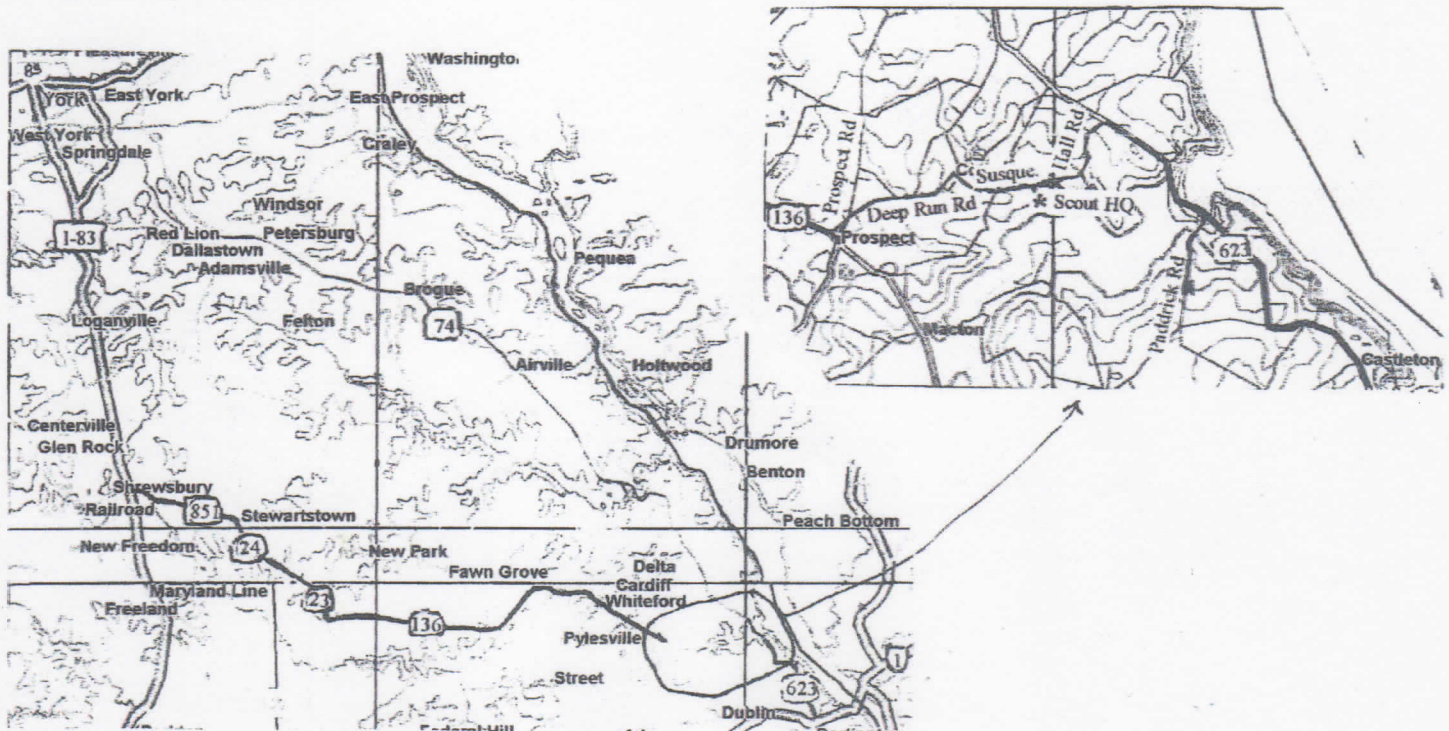 Washingto
83
York
East York
East Prospect
West York
Springdale
Craley
Windsor
I-83
Red Lion
Petersburg
Dallastown
Adamsville
Pequea
Brogue
Loganville
Felton
74
Airville
Holtwood
Centerville
Glen Rock
Drumore
Benton
Shrewsbury
Railroad
851
Stewartstown
Peach Bottom
New Freedom
24
New Park
Fawn Grove
Delta
Cardiff
Maryland Line
Whiteford
Freeland
23
136
Pylesville
Street
1
623
Dublin
Prospect Rd
Hall Rd
Susque.
Deep Run Rd
* Scout HQ
136
Prospect
623
Paddrick Rd
Macton
Castleton